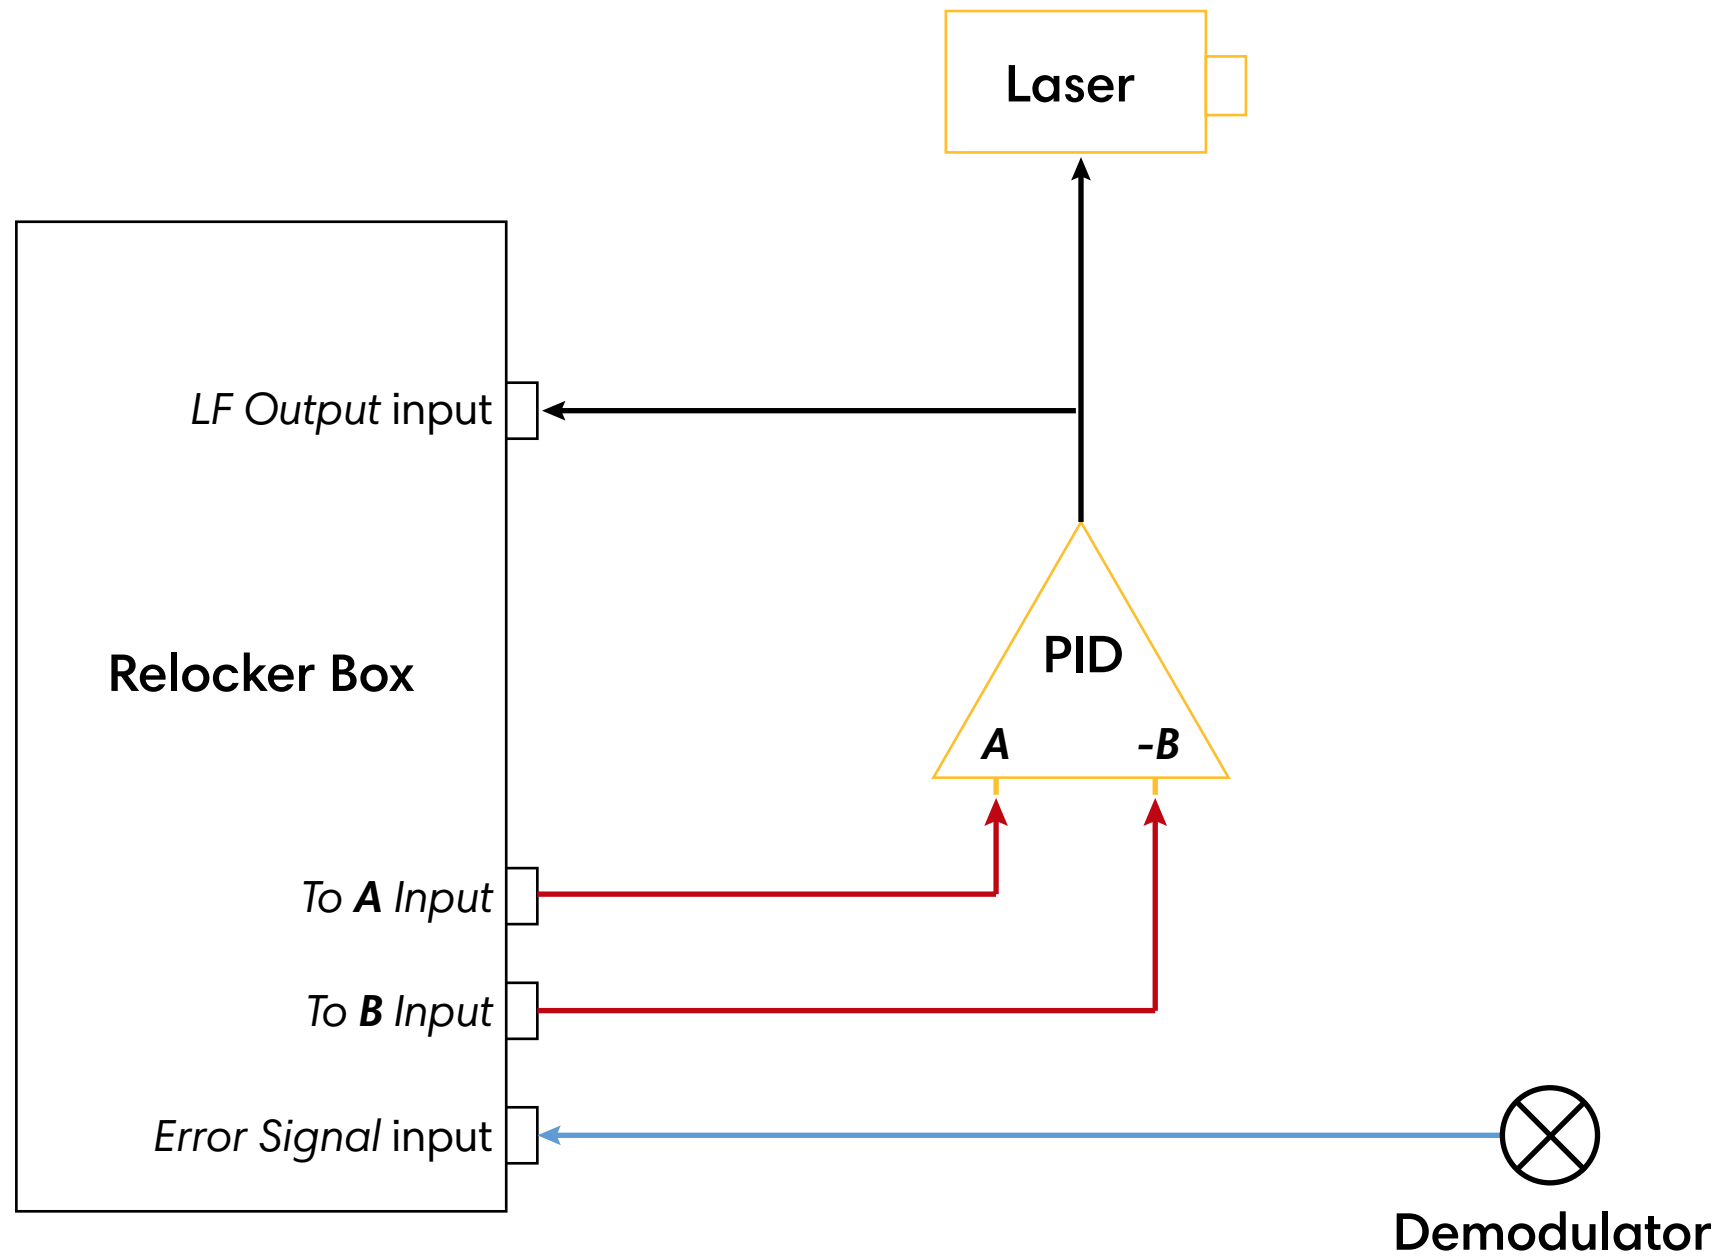 Laser
LF Output input
Relocker Box
PID
A
-B
To A Input
To B Input
Error Signal input
Demodulator